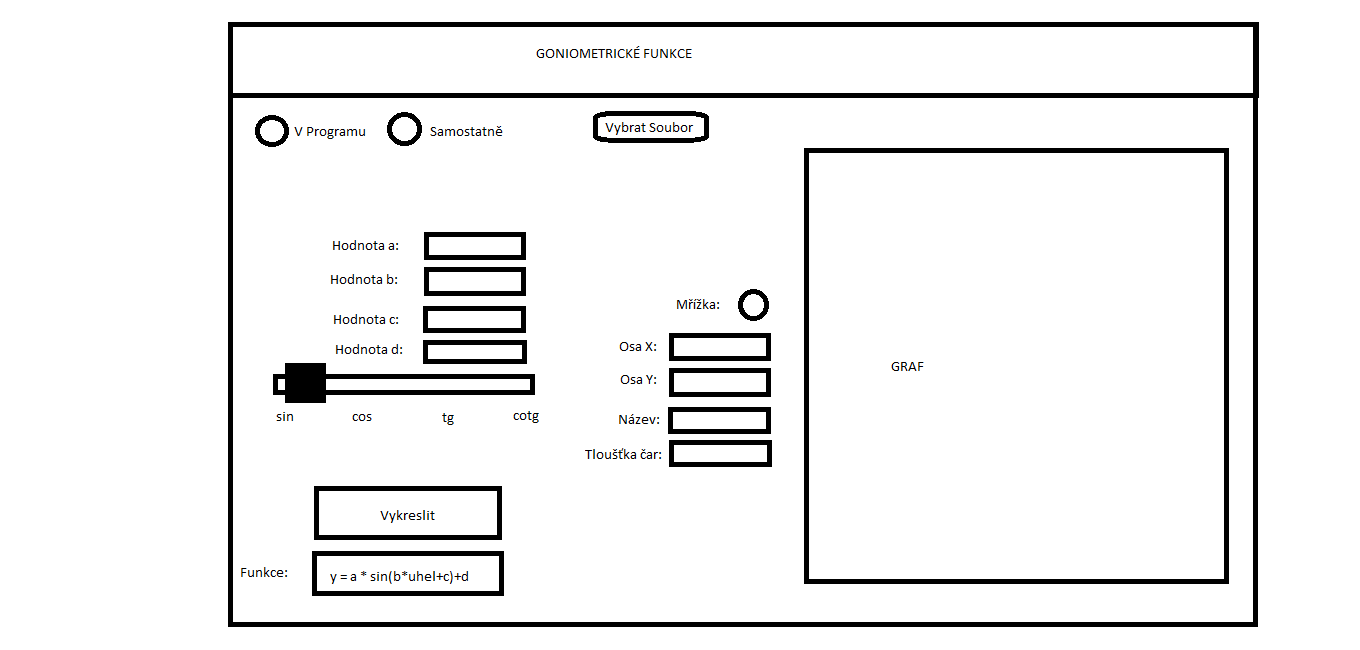 GONIOMETRICKÉ FUNKCE
V Programu
Samostatně
Vybrat Soubor
Hodnota a:
Hodnota b:
Hodnota c:
Hodnota d:
sin
cos
tg
cotg
Mřížka:
Osa X:
Osa Y:
Název:
Tloušťka čar:
GRAF
Vykreslit
Funkce:
y = a * sin(b*uhel+c)+d